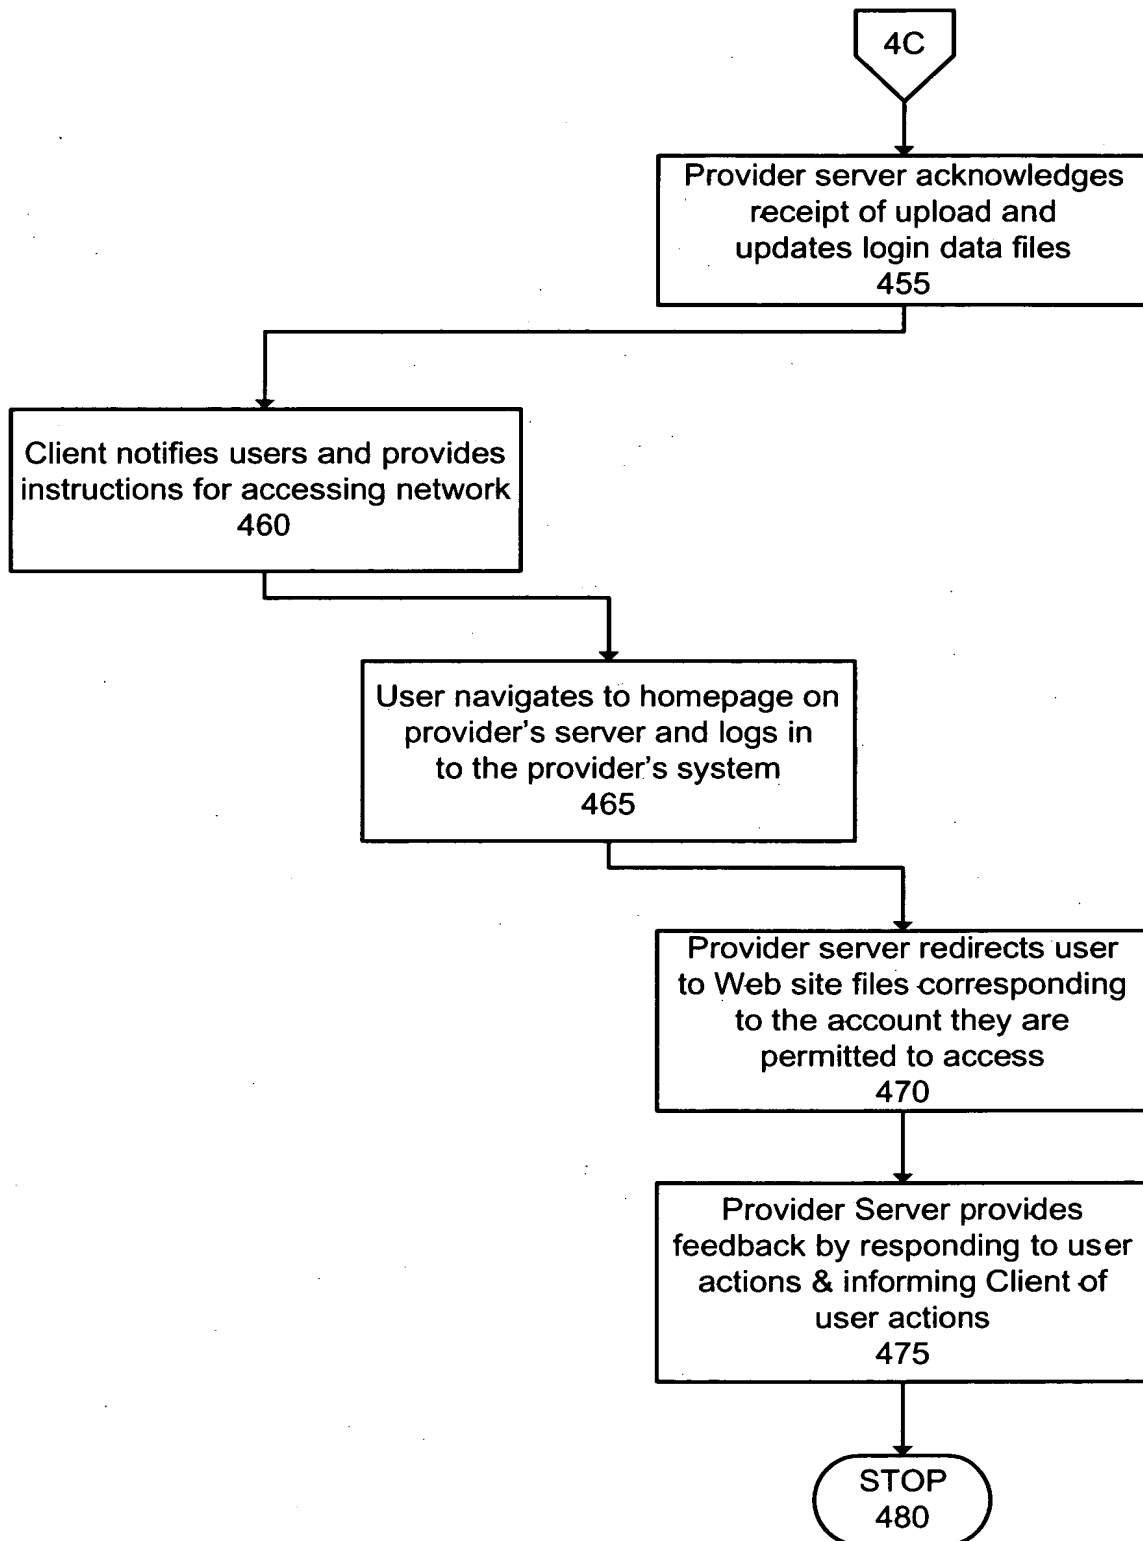 4C
Provider server acknowledges
receipt of upload and
updates login data files
455
Client notifies users and provides
instructions for accessing network
460
User navigates to homepage on
provider's server and logs in
to the provider's system
465
Provider server redirects user
to Web site files corresponding
to the account they are
permitted to access
470
Provider Server provides
feedback by responding to user
actions & informing Client of
user actions
475
STOP
480